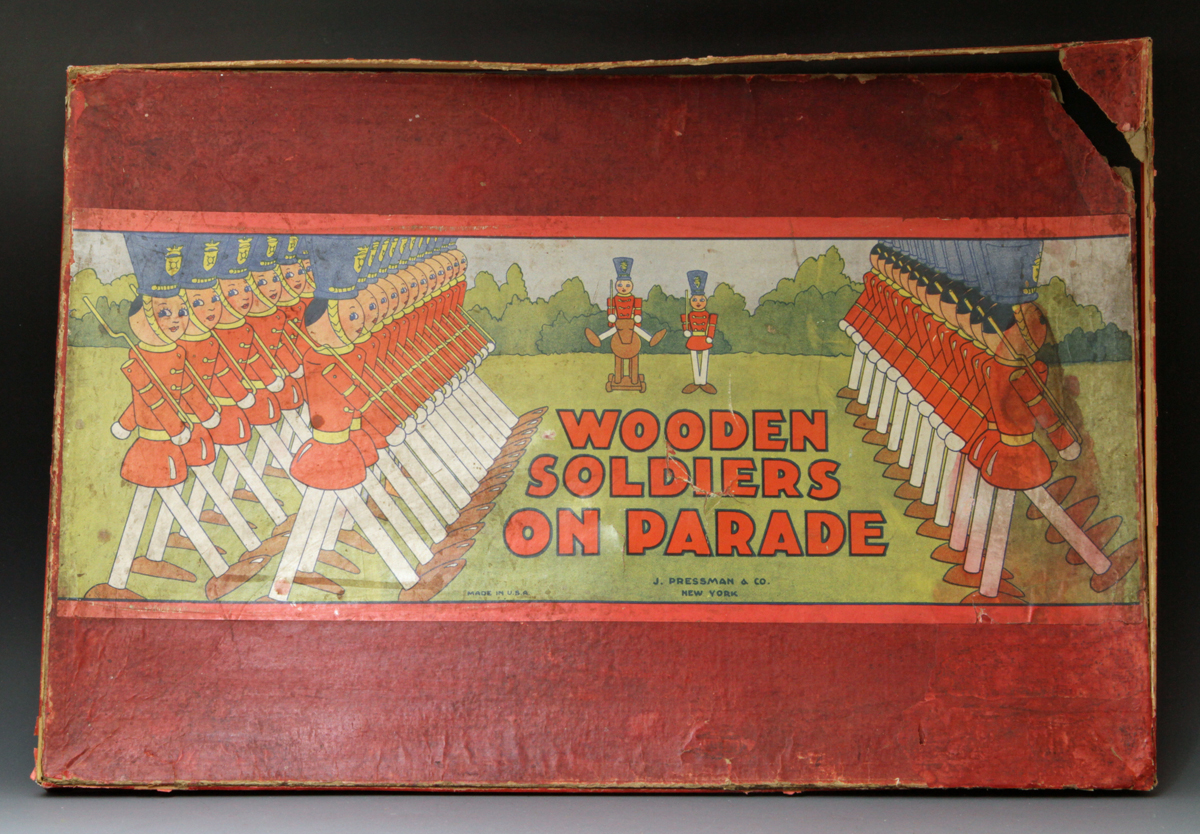 WOODEN
SOLDIERS
ON PARADE
J. PRESSMAN & CO.
NEW YORK
MADE IN U.S.A.